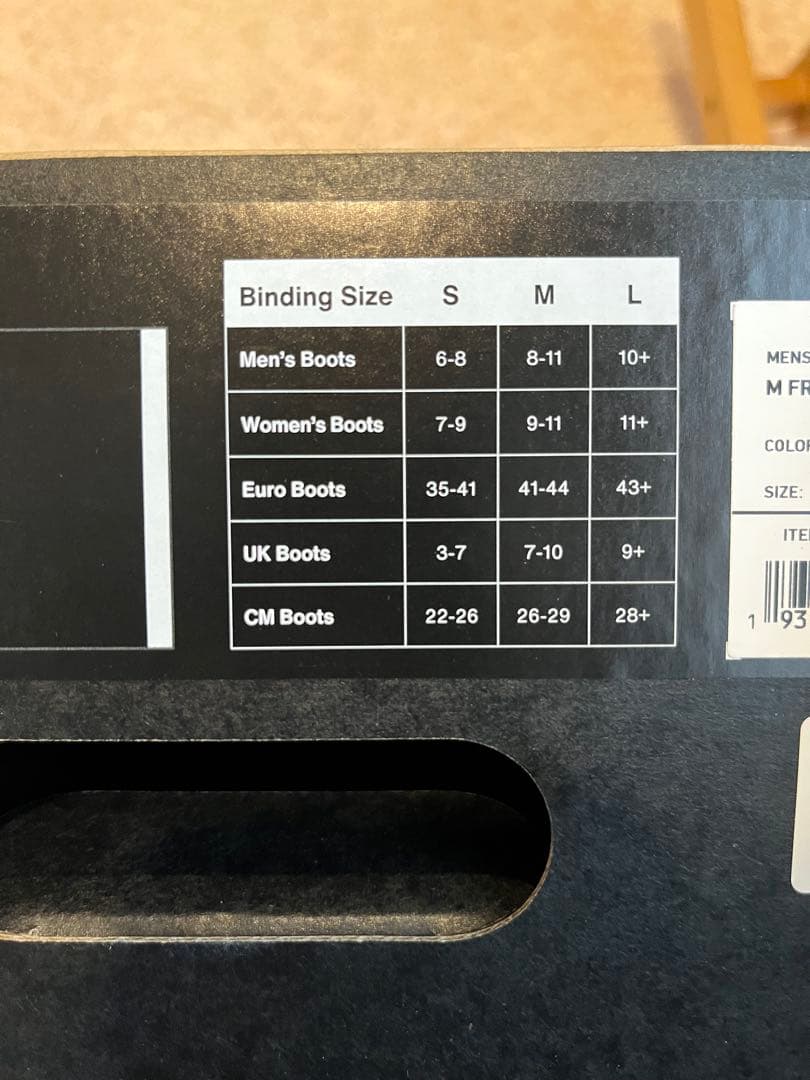 Binding Size S M L
Men's Boots 6-8 8-11 10+
Women's Boots 7-9 9-11 11+
Euro Boots 35-41 41-44 43+
UK Boots 3-7 7-10 9+
CM Boots 22-26 26-29 28+
MENS
M FR
COLOR
SIZE:
ITE
1 93